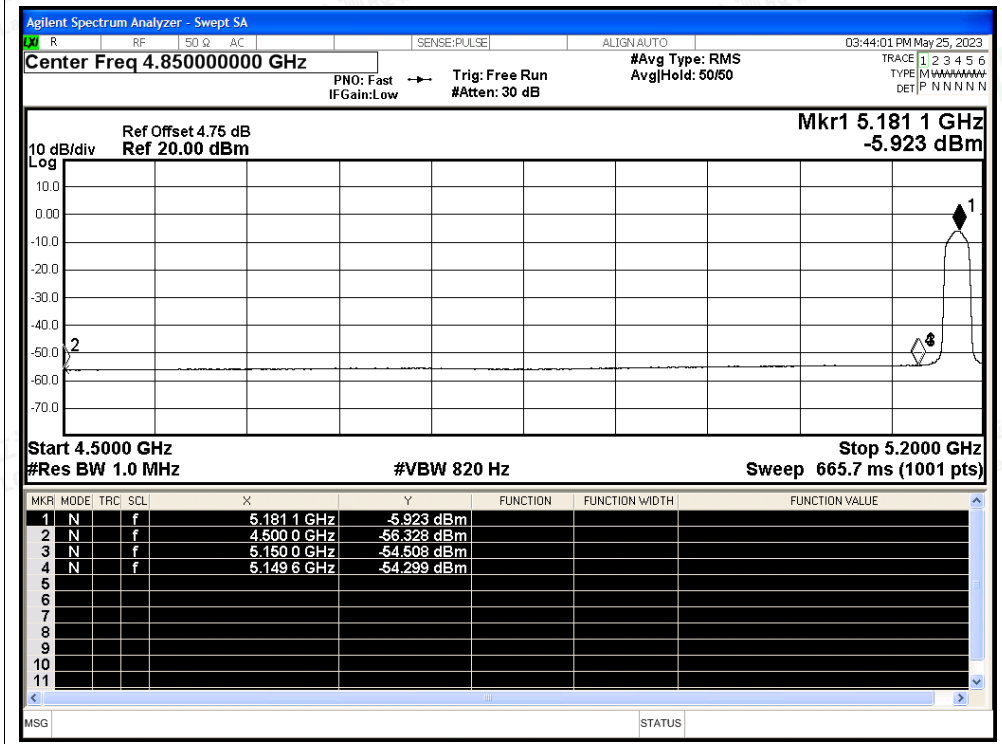 Agilent Spectrum Analyzer - Swept SA
LXI R RF 50 Ω AC SENSE:PULSE ALIGN AUTO 03:44:01 PM May 25, 2023
Center Freq 4.850000000 GHz #Avg Type: RMS TRACE 1 2 3 4 5 6
PNO: Fast Trig: Free Run Avg|Hold: 50/50 TYPE M WWWWW
IFGain:Low #Atten: 30 dB DET P N N N N N
Mkr1 5.181 1 GHz
Ref Offset 4.75 dB
10 dB/div Ref 20.00 dBm -5.923 dBm
Log
10.0
0.00
1
-10.0
-20.0
-30.0
-40.0
2
-50.0
-60.0
-70.0
Start 4.5000 GHz Stop 5.2000 GHz
#Res BW 1.0 MHz #VBW 820 Hz Sweep 665.7 ms (1001 pts)
MKR MODE TRC SCL X Y FUNCTION FUNCTION WIDTH FUNCTION VALUE
1 N f 5.181 1 GHz -5.923 dBm
2 N f 4.500 0 GHz -56.328 dBm
3 N f 5.150 0 GHz -54.508 dBm
4 N f 5.149 6 GHz -54.299 dBm
5
6
7
8
9
10
11
MSG STATUS